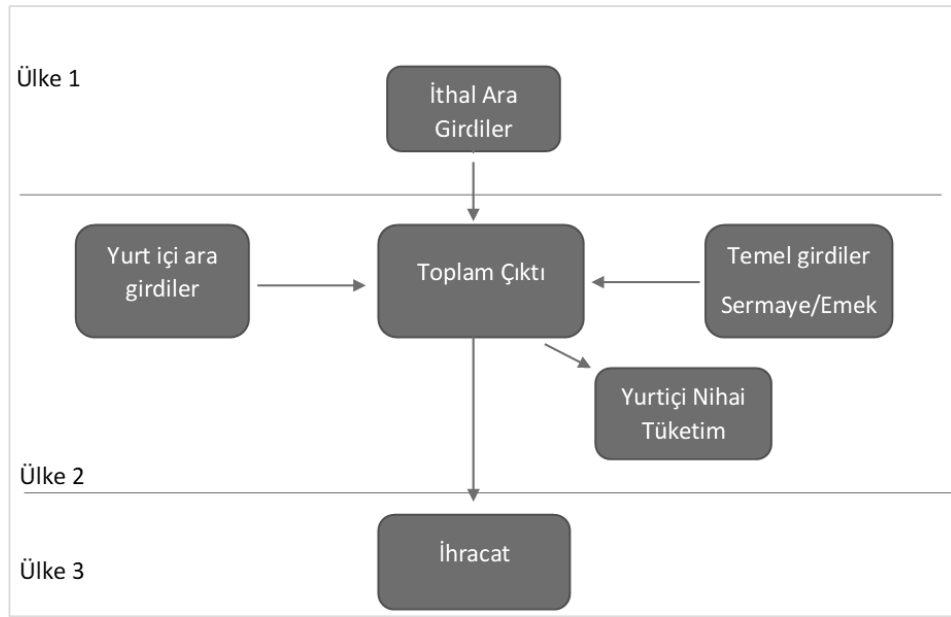 Ülke 1
İthal Ara
Girdiler
Yurt içi ara
girdiler
Toplam Çıktı
Temel girdiler
Sermaye/Emek
Yurtiçi Nihai
Tüketim
Ülke 2
İhracat
Ülke 3